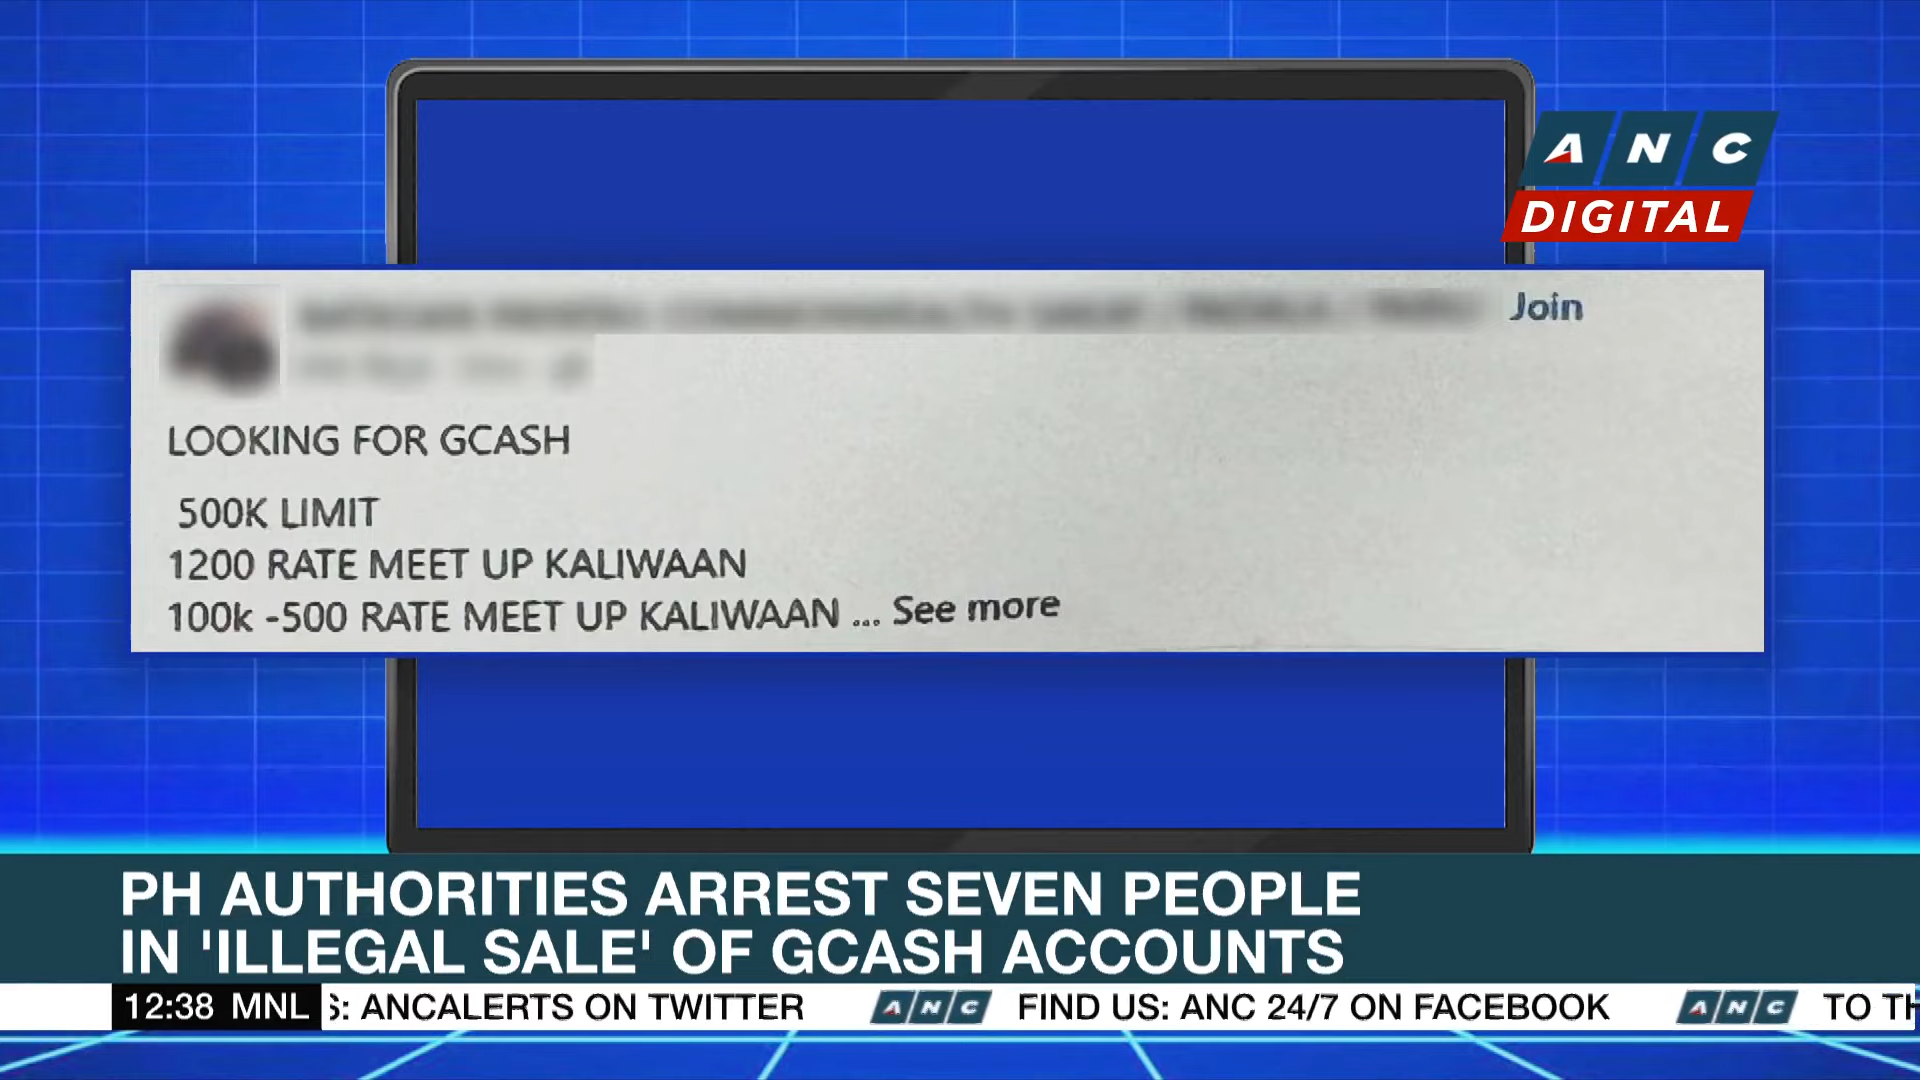 ANC
DIGITAL
Join
LOOKING FOR GCASH
500K LIMIT
1200 RATE MEET UP KALIWAAN
100k -500 RATE MEET UP KALIWAAN ... See more
PH AUTHORITIES ARREST SEVEN PEOPLE
IN 'ILLEGAL SALE' OF GCASH ACCOUNTS
12:38 MNL S: ANCALERTS ON TWITTER ANC FIND US: ANC 24/7 ON FACEBOOK ANC TO TH